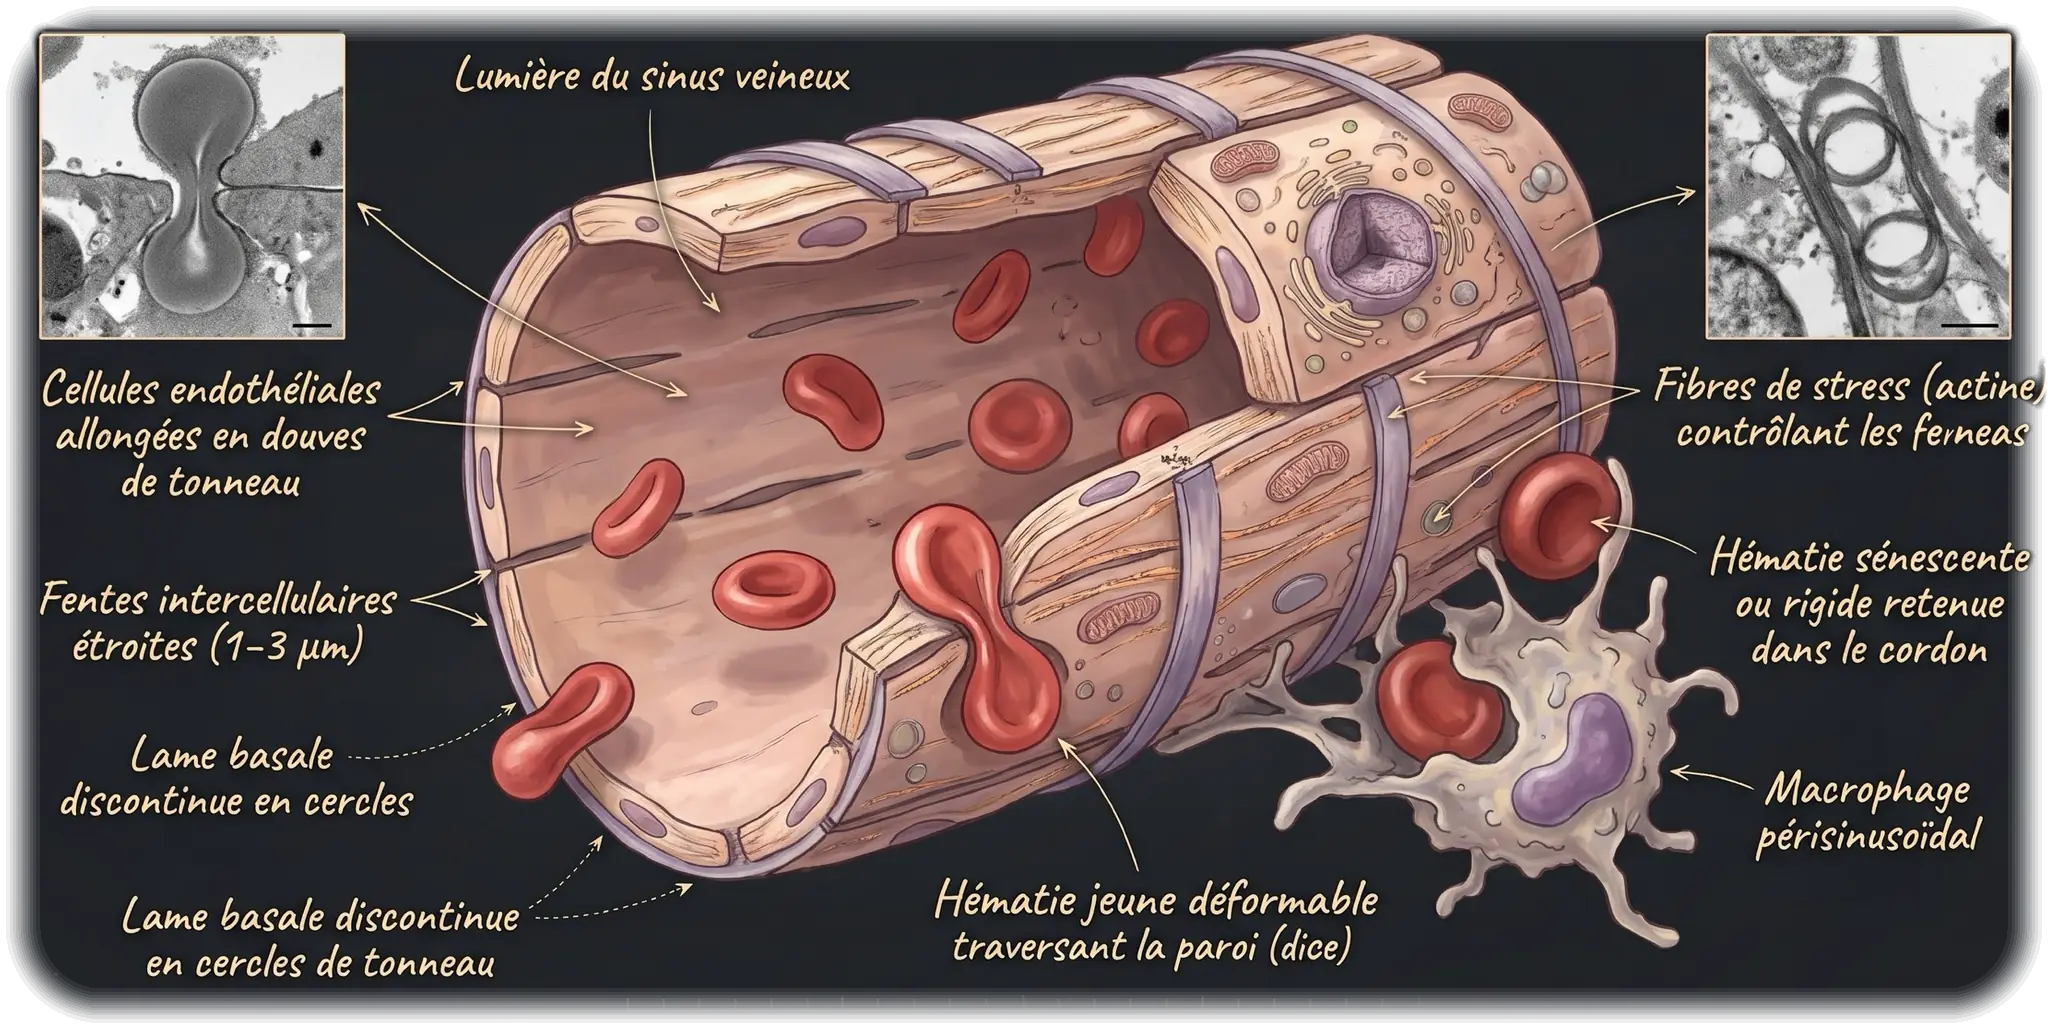 Lumière du sinus veineux
Cellules endothéliales
allongées en douves
de tonneau
Fentes intercellulaires
étroites (1–3 µm)
Lame basale
discontinue en cercles
Lame basale discontinue
en cercles de tonneau
Hématie jeune déformable
traversant la paroi (dice)
Fibres de stress (actine)
contrôlant les ferneas
Hématie sénescente
ou rigide retenue
dans le cordon
Macrophage
périsinusoïdal